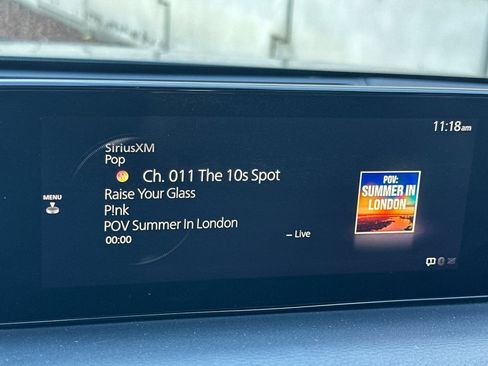 11:18am
SiriusXM
Pop
Ch. 011 The 10s Spot
Raise Your Glass
P!nk
POV Summer In London
00:00
– Live
MENU
POV:
SUMMER IN
LONDON